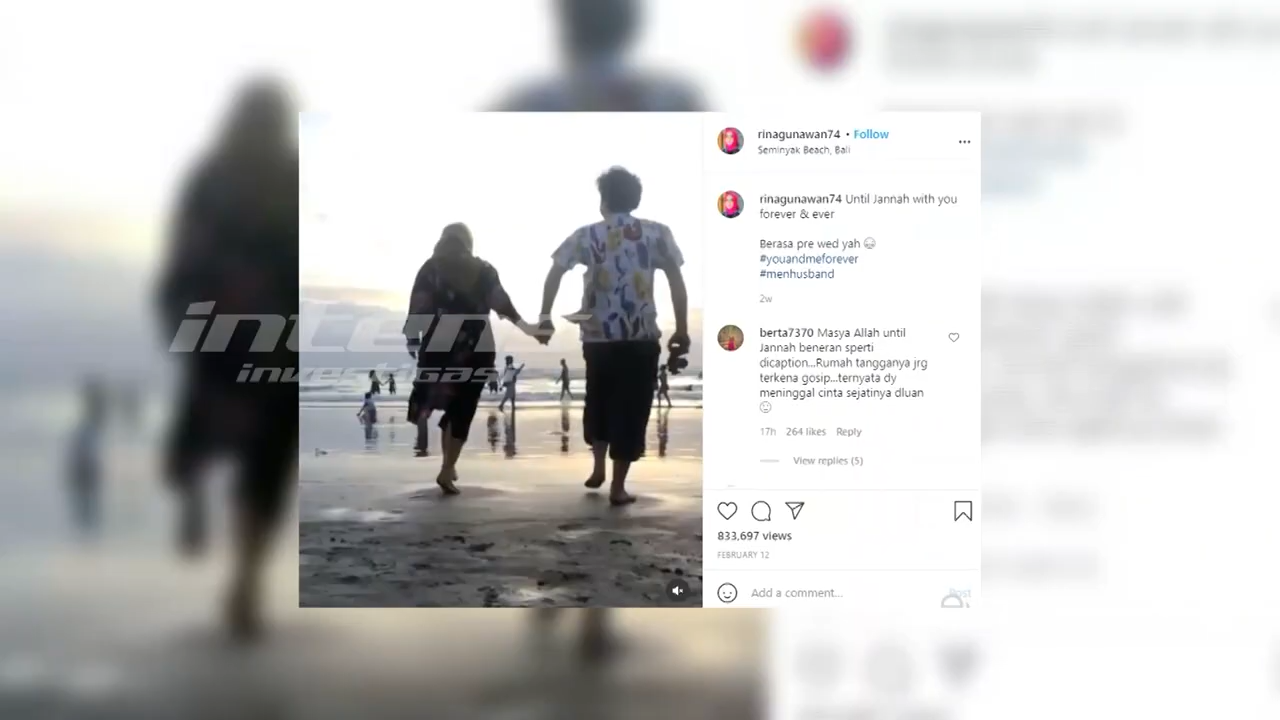 intens
investigasi
rinagunawan74 • Follow
Seminyak Beach, Bali
rinagunawan74 Until Jannah with you
forever & ever
Berasa pre wed yah
#youandmeforever
#menhusband
2w
berta7370 Masya Allah until
Jannah beneran sperti
dicaption...Rumah tangganya jrg
terkena gosip...ternyata dy
meninggal cinta sejatinya dluan
17h 264 likes Reply
View replies (5)
833,697 views
FEBRUARY 12
Add a comment... Post